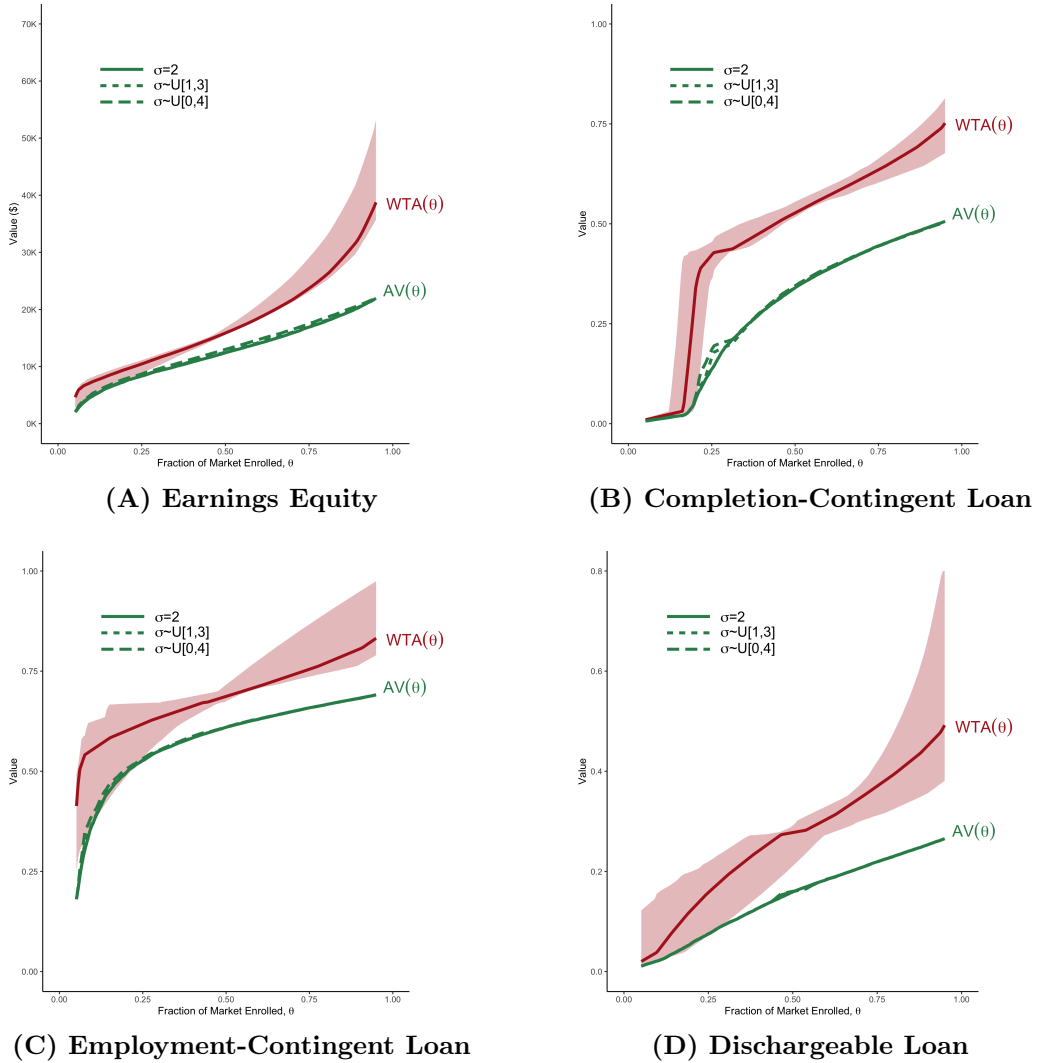 70K
60K
50K
40K
30K
20K
10K
0K
Value ($)
σ=2
σ~U[1,3]
σ~U[0,4]
WTA(θ)
AV(θ)
0.00 0.25 0.50 0.75 1.00
Fraction of Market Enrolled, θ
(A) Earnings Equity
1.00
0.75
0.50
0.25
0.00
Value
σ=2
σ~U[1,3]
σ~U[0,4]
WTA(θ)
AV(θ)
0.00 0.25 0.50 0.75 1.00
Fraction of Market Enrolled, θ
(B) Completion-Contingent Loan
1.00
0.75
0.50
0.25
0.00
Value
σ=2
σ~U[1,3]
σ~U[0,4]
WTA(θ)
AV(θ)
0.00 0.25 0.50 0.75 1.00
Fraction of Market Enrolled, θ
(C) Employment-Contingent Loan
0.8
0.6
0.4
0.2
0.0
Value
σ=2
σ~U[1,3]
σ~U[0,4]
WTA(θ)
AV(θ)
0.00 0.25 0.50 0.75 1.00
Fraction of Market Enrolled, θ
(D) Dischargeable Loan